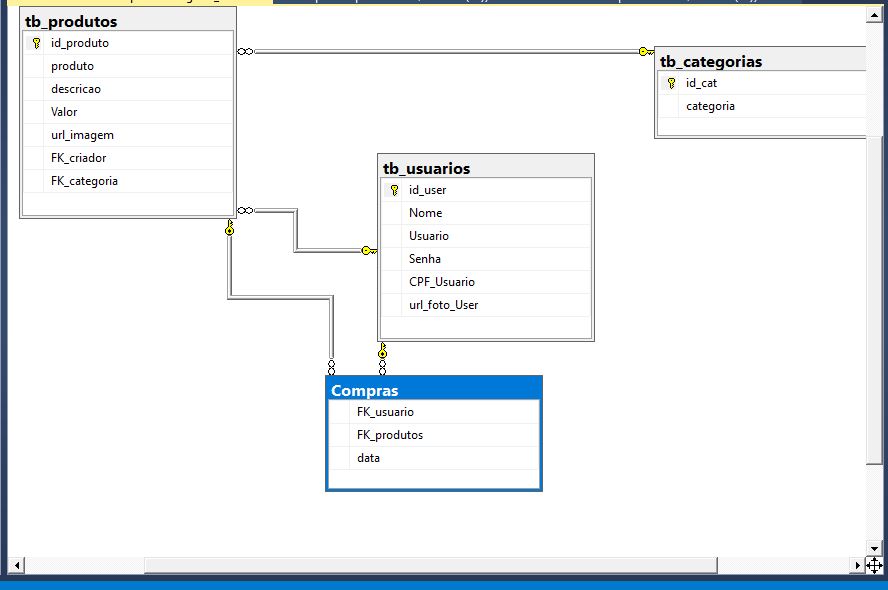 tb_produtos
id_produto
produto
descricao
Valor
url_imagem
FK_criador
FK_categoria
tb_categorias
id_cat
categoria
tb_usuarios
id_user
Nome
Usuario
Senha
CPF_Usuario
url_foto_User
Compras
FK_usuario
FK_produtos
data